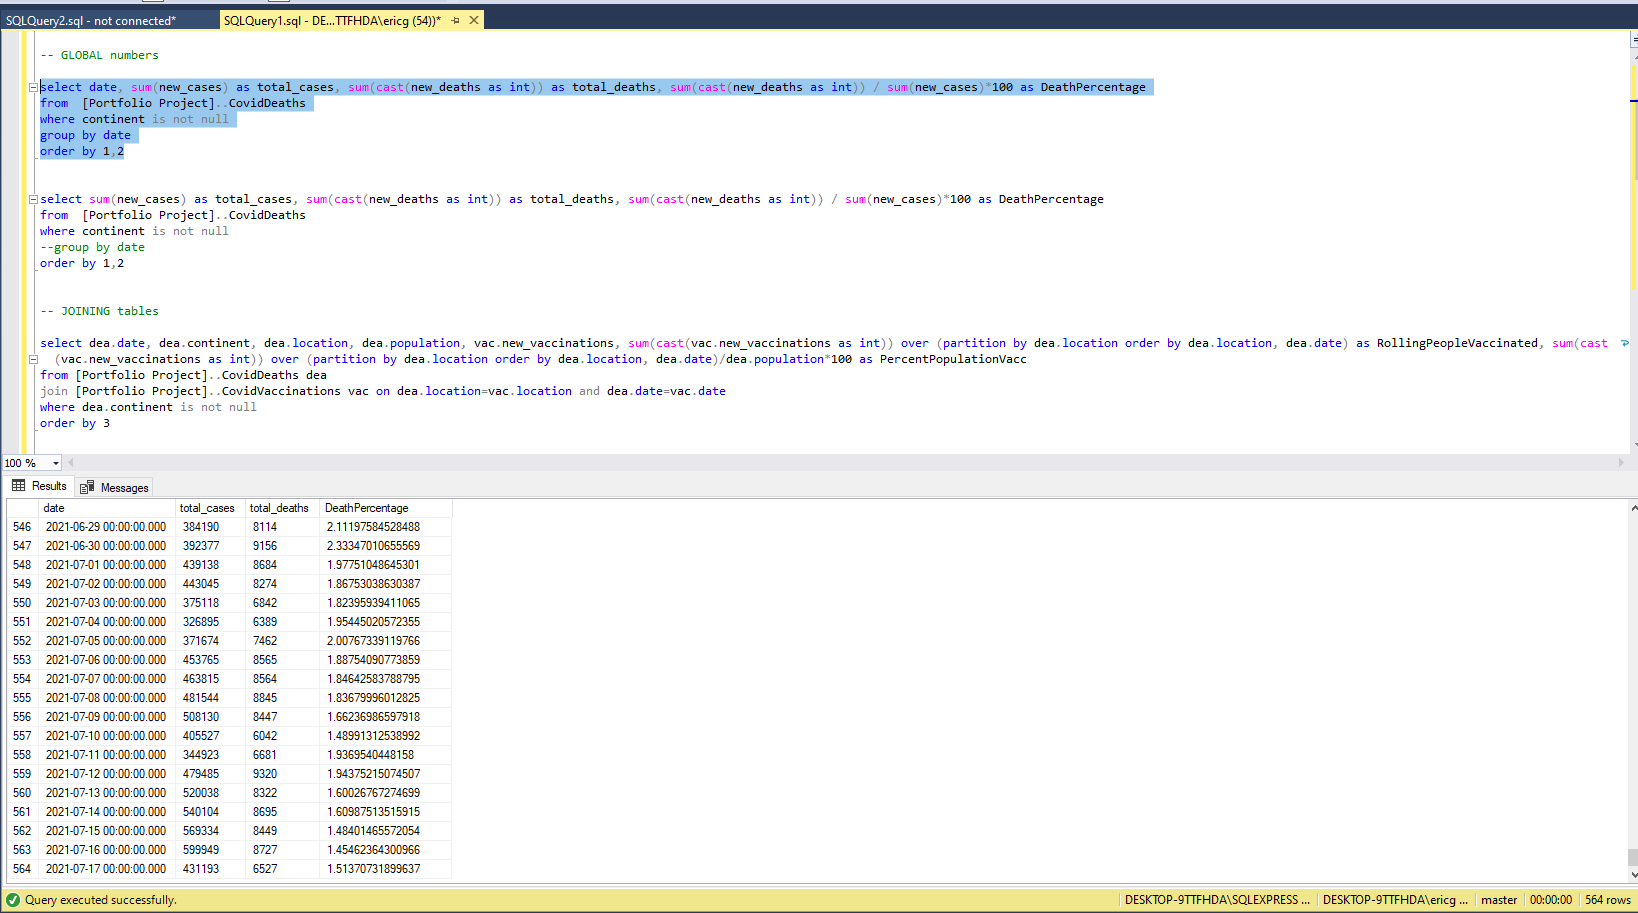 SQLQuery2.sql - not connected*
SQLQuery1.sql - DE...TTFHDA\ericg (54))*
-- GLOBAL numbers
select date, sum(new_cases) as total_cases, sum(cast(new_deaths as int)) as total_deaths, sum(cast(new_deaths as int)) / sum(new_cases)*100 as DeathPercentage
from  [Portfolio Project]..CovidDeaths
where continent is not null
group by date
order by 1,2
select sum(new_cases) as total_cases, sum(cast(new_deaths as int)) as total_deaths, sum(cast(new_deaths as int)) / sum(new_cases)*100 as DeathPercentage
from  [Portfolio Project]..CovidDeaths
where continent is not null
--group by date
order by 1,2
-- JOINING tables
select dea.date, dea.continent, dea.location, dea.population, vac.new_vaccinations, sum(cast(vac.new_vaccinations as int)) over (partition by dea.location order by dea.location, dea.date) as RollingPeopleVaccinated, sum(cast
(vac.new_vaccinations as int)) over (partition by dea.location order by dea.location, dea.date)/dea.population*100 as PercentPopulationVacc
from [Portfolio Project]..CovidDeaths dea
join [Portfolio Project]..CovidVaccinations vac on dea.location=vac.location and dea.date=vac.date
where dea.continent is not null
order by 3
100 %
Results Messages
date total_cases total_deaths DeathPercentage
546 2021-06-29 00:00:00.000 384190 8114 2.11197584528488
547 2021-06-30 00:00:00.000 392377 9156 2.33347010655569
548 2021-07-01 00:00:00.000 439138 8684 1.97751048645301
549 2021-07-02 00:00:00.000 443045 8274 1.86753038630387
550 2021-07-03 00:00:00.000 375118 6842 1.82395939411065
551 2021-07-04 00:00:00.000 326895 6389 1.95445020572355
552 2021-07-05 00:00:00.000 371674 7462 2.00767339119766
553 2021-07-06 00:00:00.000 453765 8565 1.88754090773859
554 2021-07-07 00:00:00.000 463815 8564 1.84642583788795
555 2021-07-08 00:00:00.000 481544 8845 1.83679996012825
556 2021-07-09 00:00:00.000 508130 8447 1.66236986597918
557 2021-07-10 00:00:00.000 405527 6042 1.48991312538992
558 2021-07-11 00:00:00.000 344923 6681 1.9369540448158
559 2021-07-12 00:00:00.000 479485 9320 1.94375215074507
560 2021-07-13 00:00:00.000 520038 8322 1.60026767274699
561 2021-07-14 00:00:00.000 540104 8695 1.60987513515915
562 2021-07-15 00:00:00.000 569334 8449 1.48401465572054
563 2021-07-16 00:00:00.000 599949 8727 1.45462364300966
564 2021-07-17 00:00:00.000 431193 6527 1.51370731899637
Query executed successfully.
DESKTOP-9TTFHDA\SQLEXPRESS ... DESKTOP-9TTFHDA\ericg ... master 00:00:00 564 rows